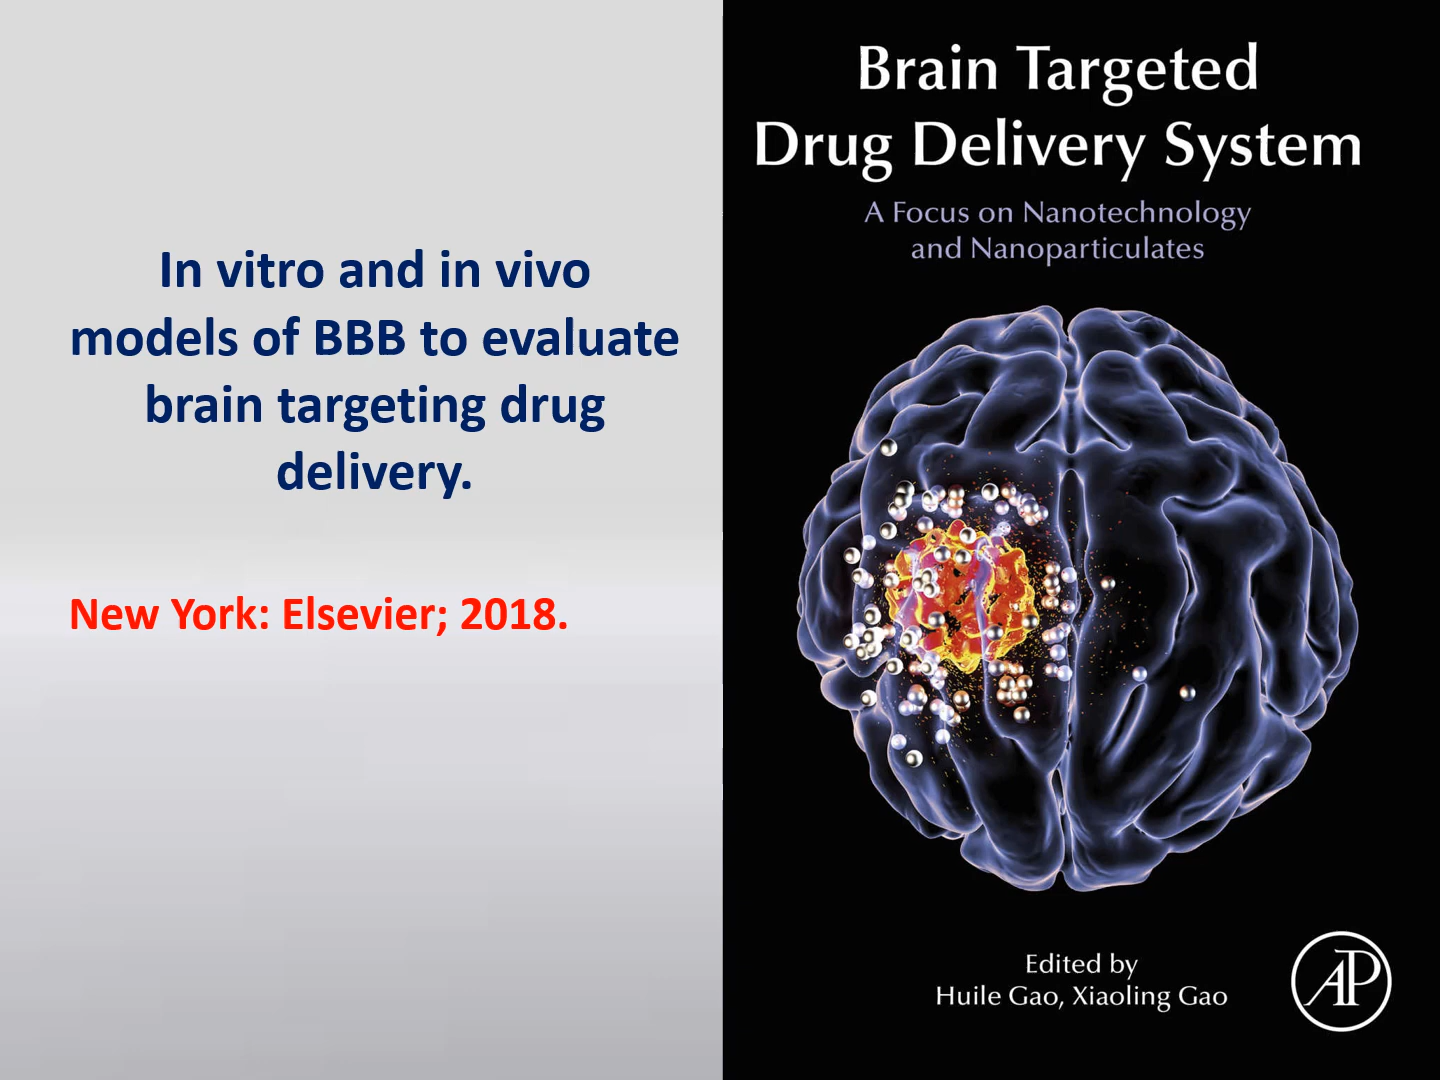 In vitro and in vivo
models of BBB to evaluate
brain targeting drug
delivery.
New York: Elsevier; 2018.
Brain Targeted
Drug Delivery System
A Focus on Nanotechnology
and Nanoparticulates
Edited by
Huile Gao, Xiaoling Gao
AP